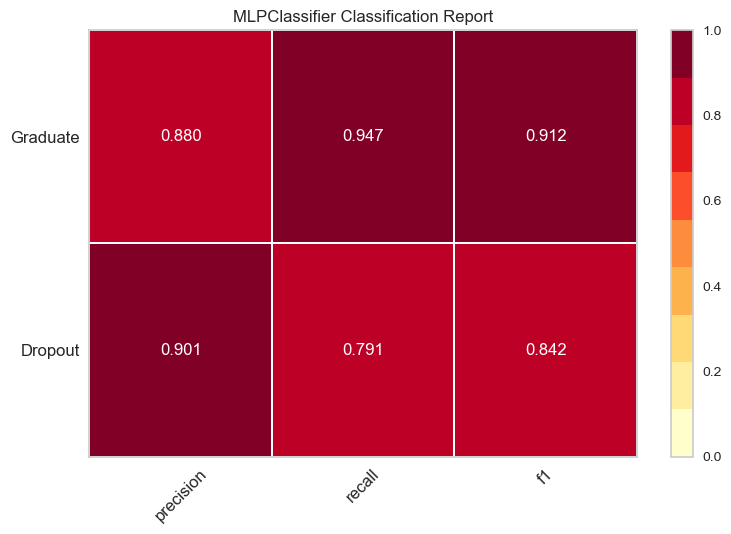 MLPClassifier Classification Report
Graduate 0.880 0.947 0.912
Dropout 0.901 0.791 0.842
precision recall f1
1.0
0.8
0.6
0.4
0.2
0.0